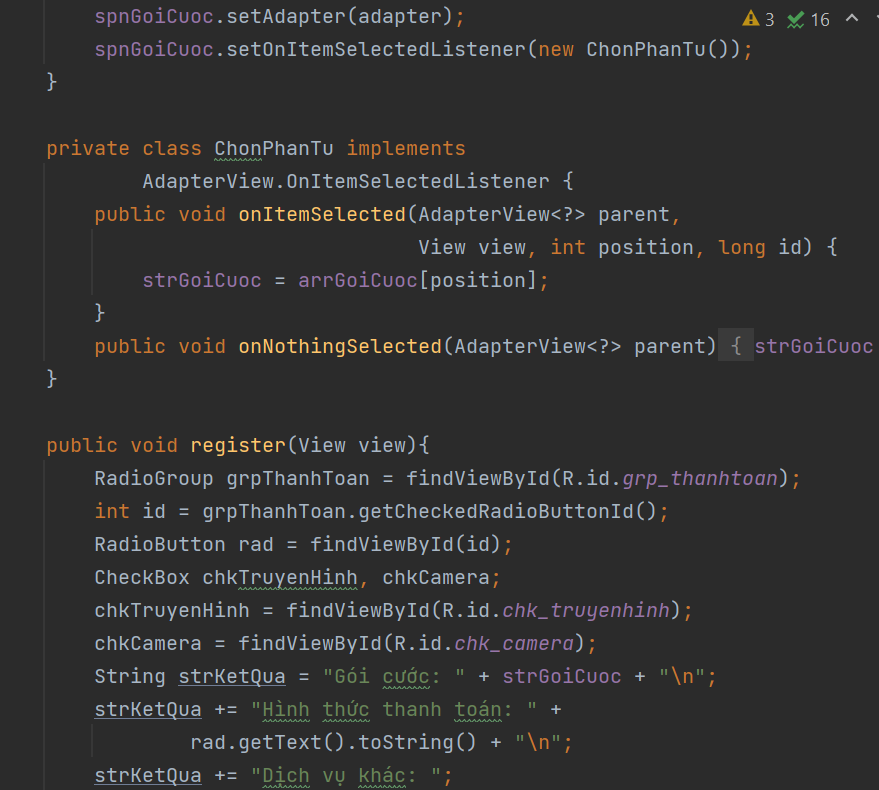 spnGoiCuoc.setAdapter(adapter);
3 16
spnGoiCuoc.setOnItemSelectedListener(new ChonPhanTu());
}
private class ChonPhanTu implements
AdapterView.OnItemSelectedListener {
public void onItemSelected(AdapterView<?> parent,
View view, int position, long id) {
strGoiCuoc = arrGoiCuoc[position];
}
public void onNothingSelected(AdapterView<?> parent) { strGoiCuoc
}
public void register(View view){
RadioGroup grpThanhToan = findViewById(R.id.grp_thanhtoan);
int id = grpThanhToan.getCheckedRadioButtonId();
RadioButton rad = findViewById(id);
CheckBox chkTruyenHinh, chkCamera;
chkTruyenHinh = findViewById(R.id.chk_truyenhinh);
chkCamera = findViewById(R.id.chk_camera);
String strKetQua = "Gói cước: " + strGoiCuoc + "\n";
strKetQua += "Hình thức thanh toán: " +
rad.getText().toString() + "\n";
strKetQua += "Dịch vụ khác: ";